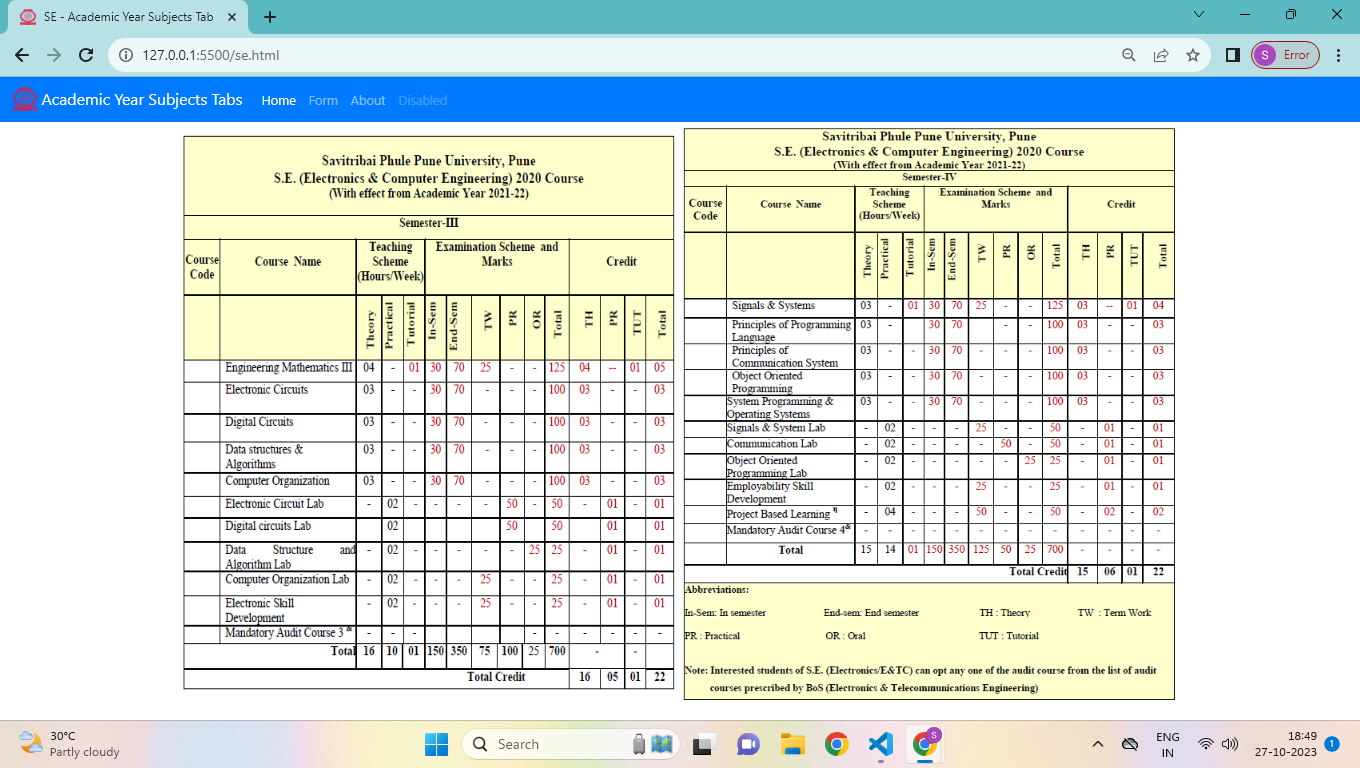 SE - Academic Year Subjects Tab
127.0.0.1:5500/se.html
S Error
Academic Year Subjects Tabs Home Form About Disabled
Savitribai Phule Pune University, Pune
S.E. (Electronics & Computer Engineering) 2020 Course
(With effect from Academic Year 2021-22)
Semester-III
Course Code Course Name Teaching Scheme (Hours/Week) Examination Scheme and Marks Credit
Theory Practical Tutorial In-Sem End-Sem TW PR OR Total TH PR TUT Total
Engineering Mathematics III 04 - 01 30 70 25 - - 125 04 -- 01 05
Electronic Circuits 03 - - 30 70 - - - 100 03 - - 03
Digital Circuits 03 - - 30 70 - - - 100 03 - - 03
Data structures & Algorithms 03 - - 30 70 - - - 100 03 - - 03
Computer Organization 03 - - 30 70 - - - 100 03 - - 03
Electronic Circuit Lab - 02 - - - - 50 - 50 - 01 - 01
Digital circuits Lab 02 50 50 01 01
Data Structure and Algorithm Lab - 02 - - - - - 25 25 - 01 - 01
Computer Organization Lab - 02 - - - 25 - - 25 - 01 - 01
Electronic Skill Development - 02 - - - 25 - - 25 - 01 - 01
Mandatory Audit Course 3 & - - - - - - - - -
Total 16 10 01 150 350 75 100 25 700 - -
Total Credit 16 05 01 22
Savitribai Phule Pune University, Pune
S.E. (Electronics & Computer Engineering) 2020 Course
(With effect from Academic Year 2021-22)
Semester-IV
Course Code Course Name Teaching Scheme (Hours/Week) Examination Scheme and Marks Credit
Theory Practical Tutorial In-Sem End-Sem TW PR OR Total TH PR TUT Total
Signals & Systems 03 - 01 30 70 25 - - 125 03 -- 01 04
Principles of Programming Language 03 - 30 70 - - 100 03 - - 03
Principles of Communication System 03 - - 30 70 - - - 100 03 - - 03
Object Oriented Programming 03 - - 30 70 - - - 100 03 - - 03
System Programming & Operating Systems 03 - - 30 70 - - - 100 03 - - 03
Signals & System Lab - 02 - - - 25 - - 50 - 01 - 01
Communication Lab - 02 - - - - 50 - 50 - 01 - 01
Object Oriented Programming Lab - 02 - - - - - 25 25 - 01 - 01
Employability Skill Development - 02 - - - 25 - - 25 - 01 - 01
Project Based Learning - 04 - - - 50 - - 50 - 02 - 02
Mandatory Audit Course 4& - - - - - - - - - - - - -
Total 15 14 01 150 350 125 50 25 700 - - - -
Total Credit 15 06 01 22
Abbreviations:
In-Sem: In semester End-sem: End semester TH : Theory TW : Term Work
PR : Practical OR : Oral TUT : Tutorial
Note: Interested students of S.E. (Electronics/E&TC) can opt any one of the audit course from the list of audit
courses prescribed by BoS (Electronics & Telecommunications Engineering)
30°C
Partly cloudy
Search
S
ENG
IN
18:49
27-10-2023
1